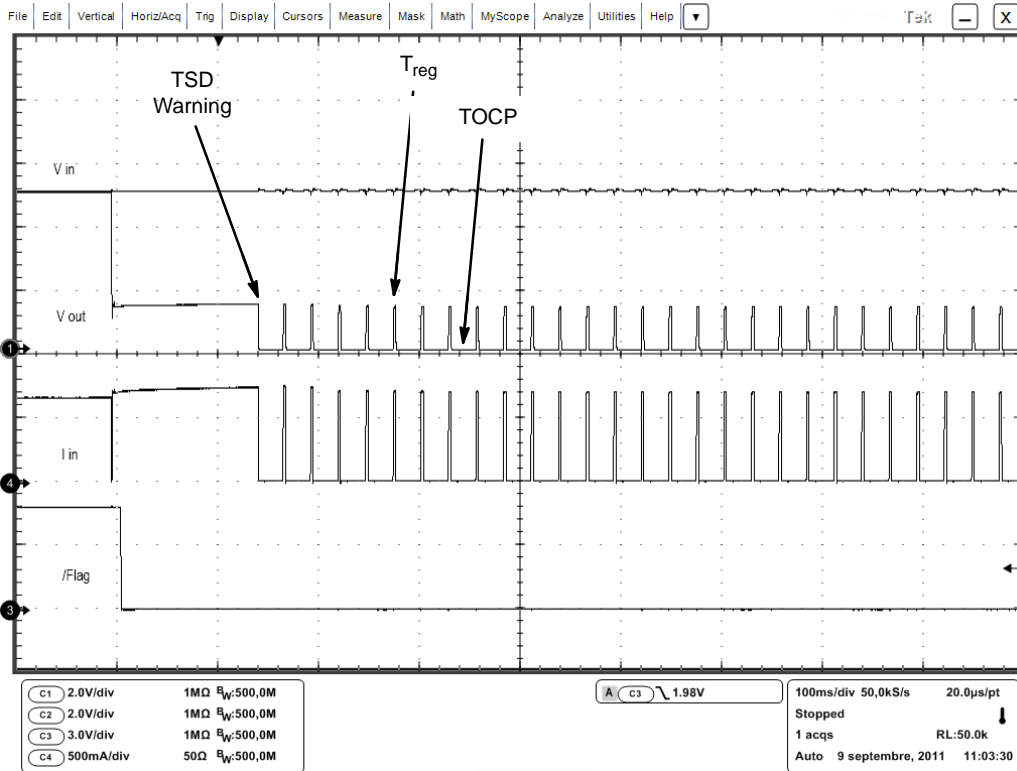 File Edit Vertical Horiz/Acq Trig Display Cursors Measure Mask Math MyScope Analyze Utilities Help Tek X
TSD
Warning
Treg
TOCP
V in
V out
1
I in
4
/Flag
3
C1 2.0V/div 1MΩ BW:500,0M
C2 2.0V/div 1MΩ BW:500,0M
C3 3.0V/div 1MΩ BW:500,0M
C4 500mA/div 50Ω BW:500,0M
A C3 1.98V
100ms/div 50,0kS/s 20.0µs/pt
Stopped
1 acqs RL:50.0k
Auto 9 septembre, 2011 11:03:30